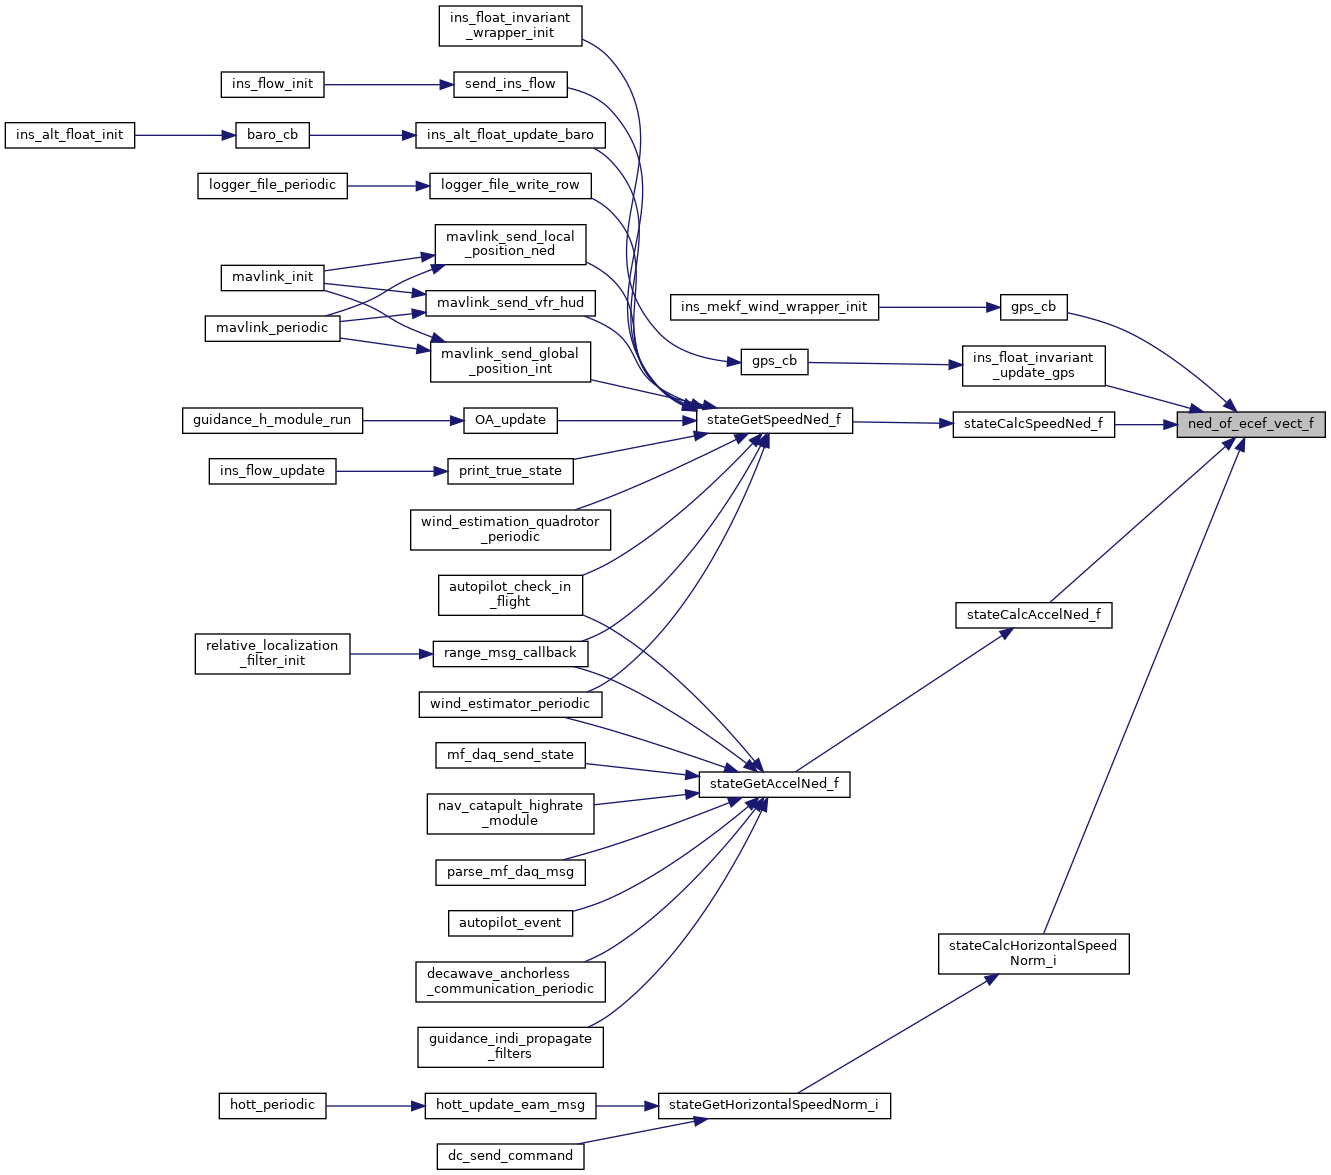 ins_float_invariant
_wrapper_init
ins_flow_init
send_ins_flow
ins_alt_float_init
baro_cb
ins_alt_float_update_baro
logger_file_periodic
logger_file_write_row
mavlink_send_local
_position_ned
mavlink_init
mavlink_send_vfr_hud
ins_mekf_wind_wrapper_init
gps_cb
mavlink_periodic
mavlink_send_global
_position_int
gps_cb
ins_float_invariant
_update_gps
guidance_h_module_run
OA_update
stateGetSpeedNed_f
stateCalcSpeedNed_f
ned_of_ecef_vect_f
ins_flow_update
print_true_state
wind_estimation_quadrotor
_periodic
autopilot_check_in
_flight
stateCalcAccelNed_f
relative_localization
_filter_init
range_msg_callback
wind_estimator_periodic
mf_daq_send_state
stateGetAccelNed_f
nav_catapult_highrate
_module
parse_mf_daq_msg
autopilot_event
stateCalcHorizontalSpeed
Norm_i
decawave_anchorless
_communication_periodic
guidance_indi_propagate
_filters
hott_periodic
hott_update_eam_msg
stateGetHorizontalSpeedNorm_i
dc_send_command